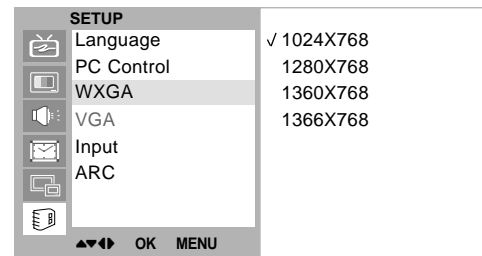 SETUP
Language
PC Control
WXGA
VGA
Input
ARC
√ 1024X768
1280X768
1360X768
1366X768
▲▼◀▶ OK MENU